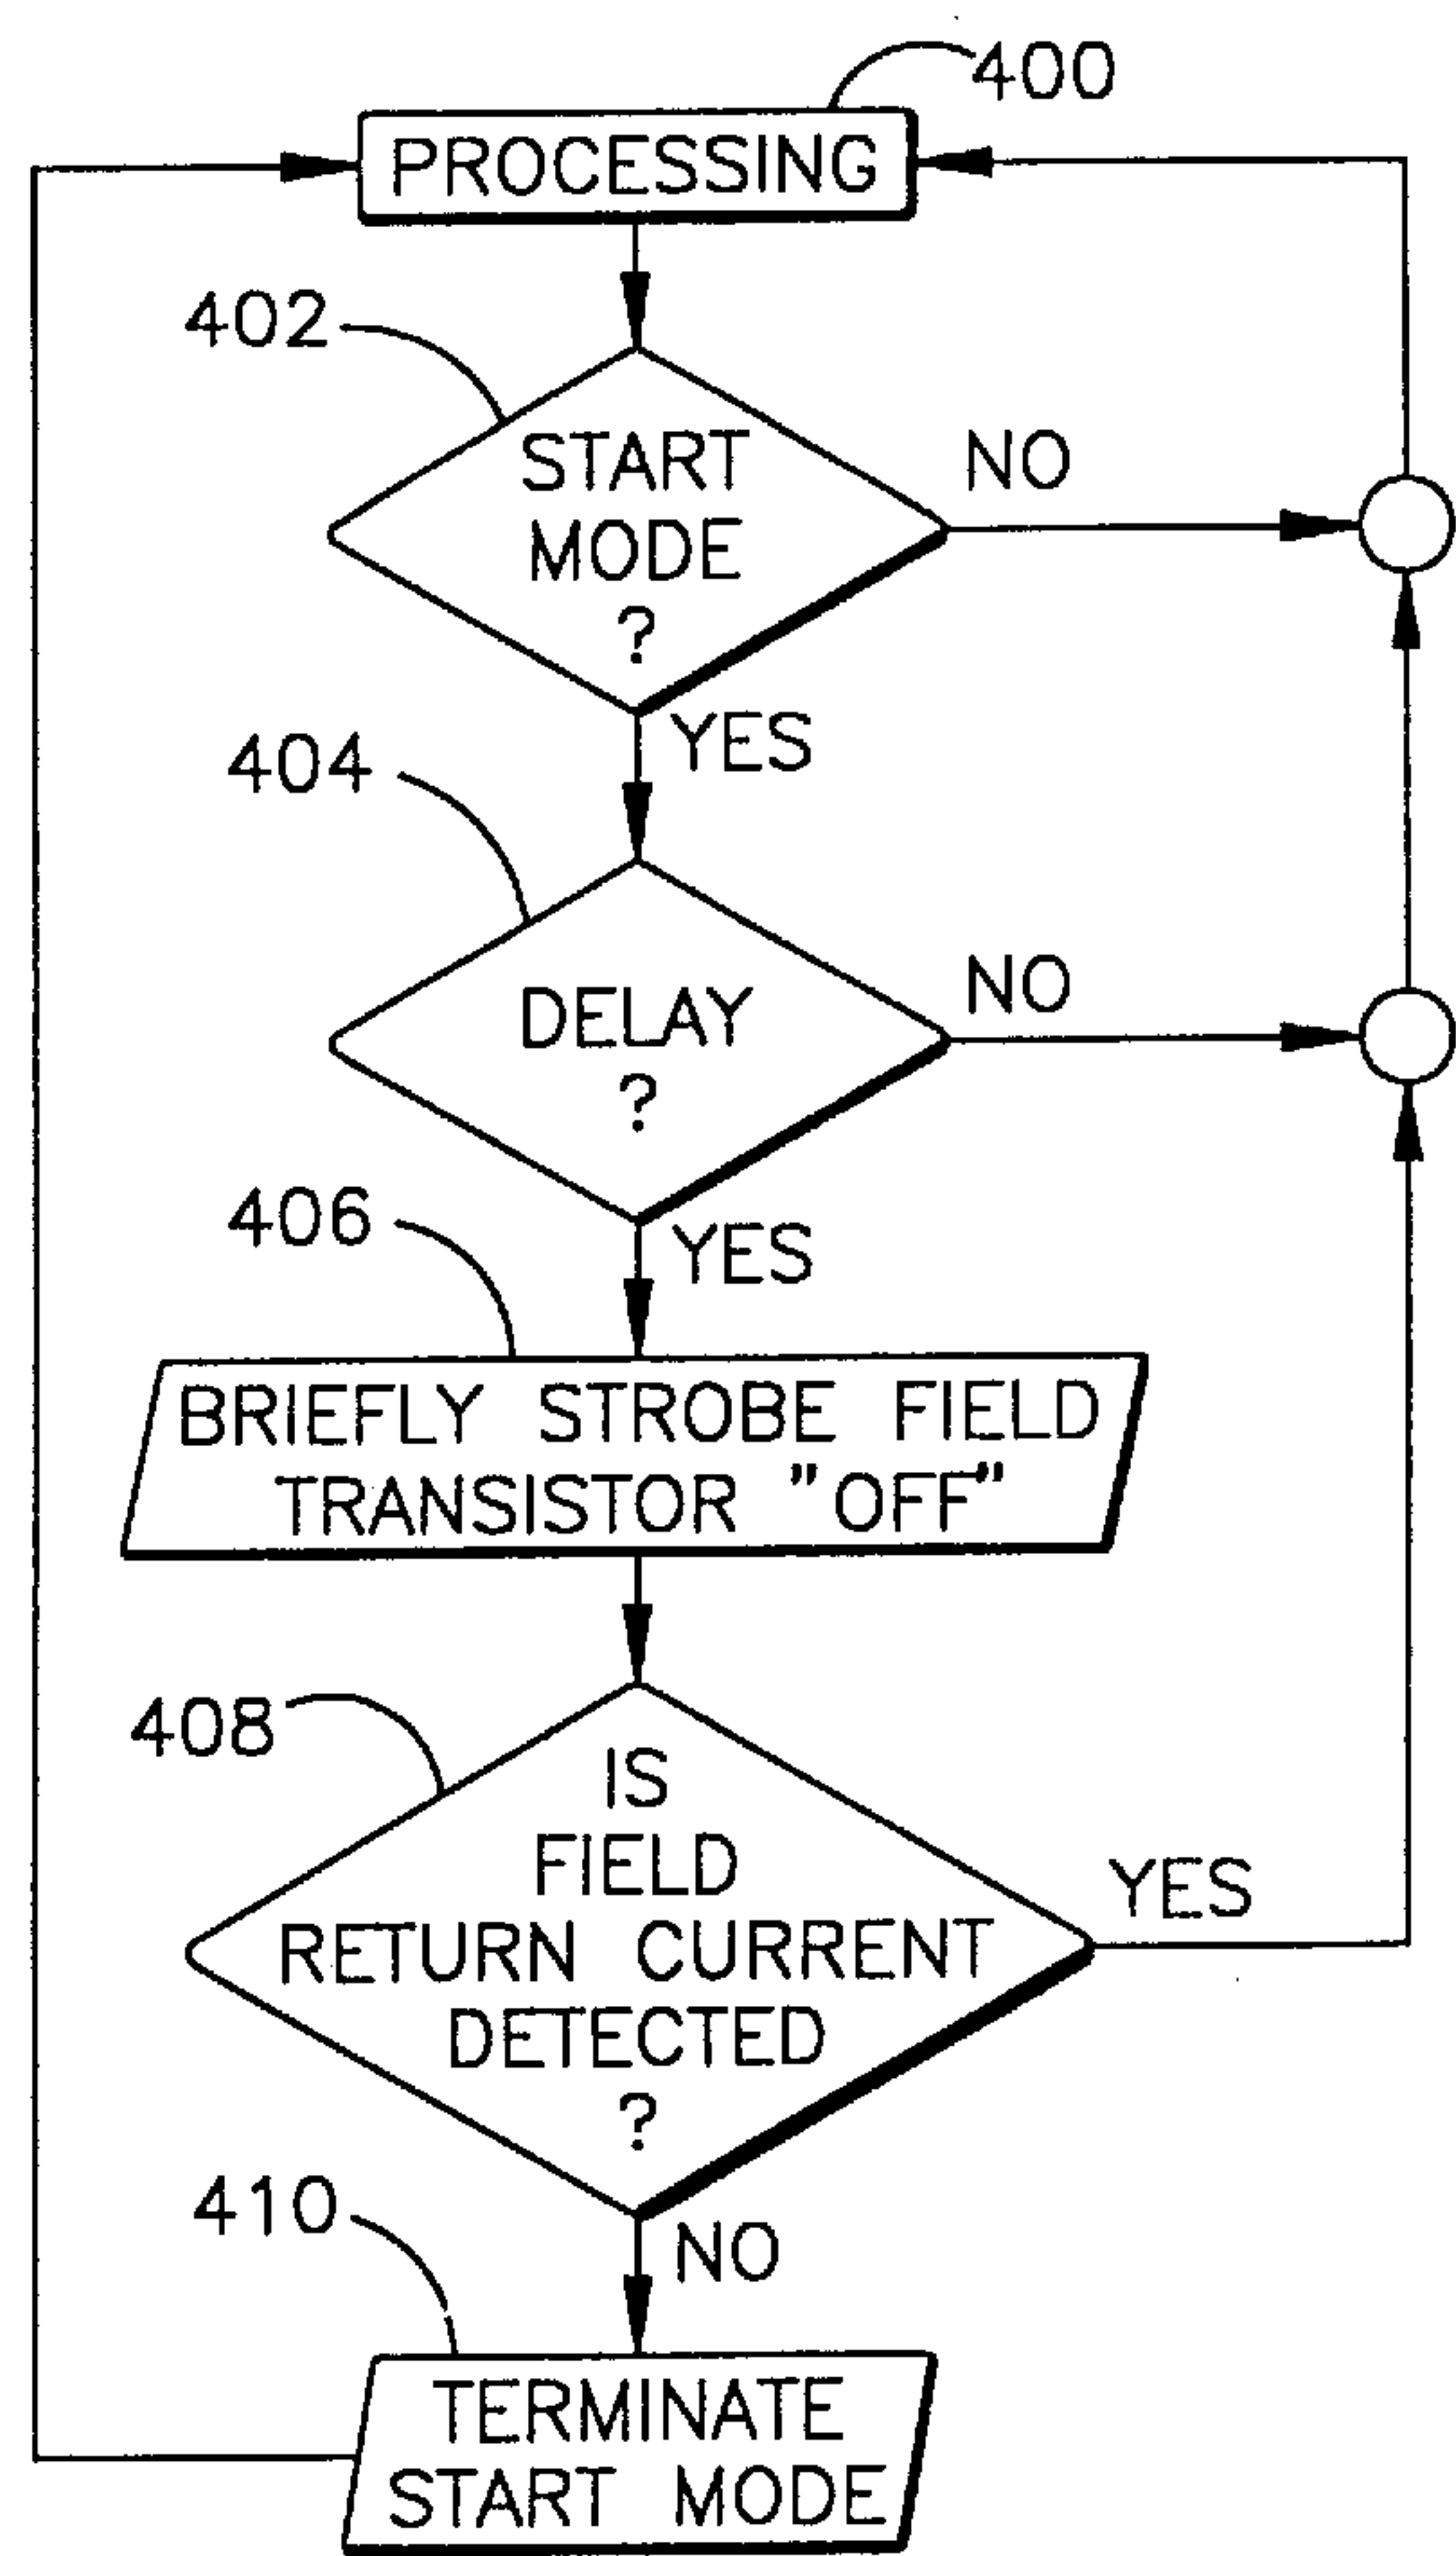 400
PROCESSING
402
START
MODE
?
NO
YES
404
DELAY
?
NO
YES
406
BRIEFLY STROBE FIELD
TRANSISTOR "OFF"
408
IS
FIELD
RETURN CURRENT
DETECTED
?
YES
NO
410
TERMINATE
START MODE